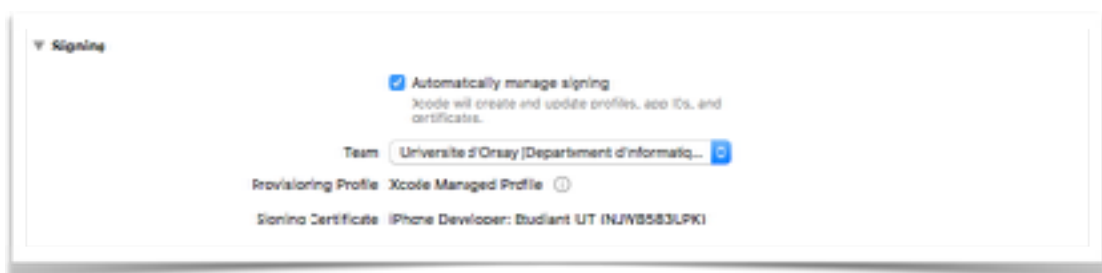 Signing
Automatically manage signing
Xcode will create and update profiles, app IDs, and
certificates.
Team Universite d'Orsay (Departement d'Informatiq...
Provisioning Profile Xcode Managed Profile
Signing Certificate iPhone Developer: Etudiant IUT